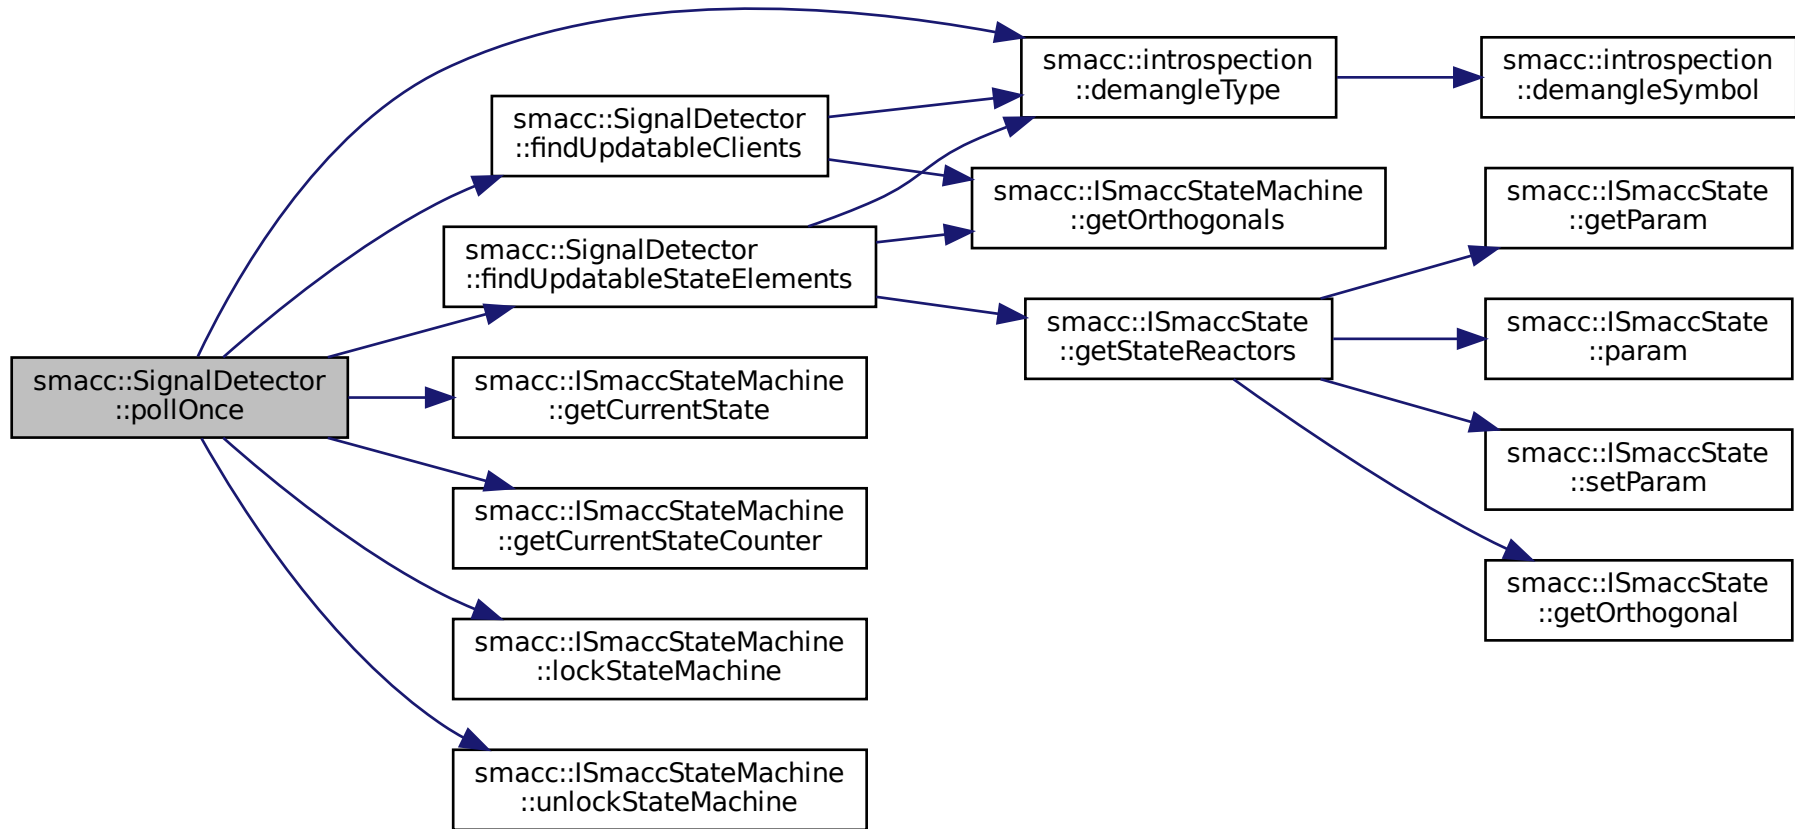 smacc::SignalDetector
::pollOnce
smacc::SignalDetector
::findUpdatableClients
smacc::SignalDetector
::findUpdatableStateElements
smacc::ISmaccStateMachine
::getCurrentState
smacc::ISmaccStateMachine
::getCurrentStateCounter
smacc::ISmaccStateMachine
::lockStateMachine
smacc::ISmaccStateMachine
::unlockStateMachine
smacc::introspection
::demangleType
smacc::ISmaccStateMachine
::getOrthogonals
smacc::ISmaccState
::getStateReactors
smacc::introspection
::demangleSymbol
smacc::ISmaccState
::getParam
smacc::ISmaccState
::param
smacc::ISmaccState
::setParam
smacc::ISmaccState
::getOrthogonal